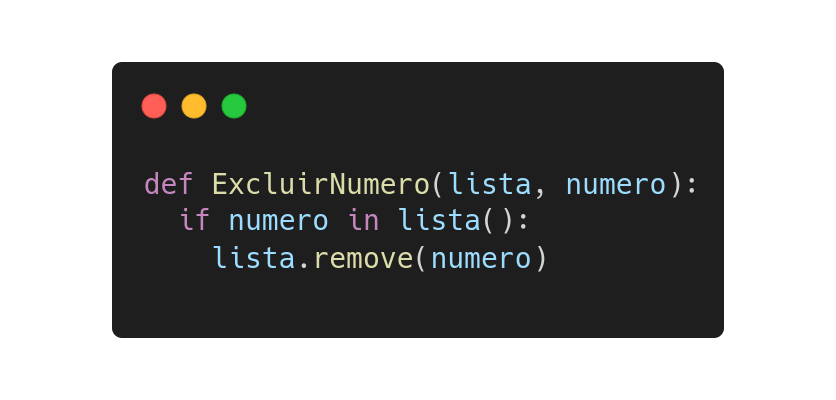 def ExcluirNumero(lista, numero):
  if numero in lista():
    lista.remove(numero)